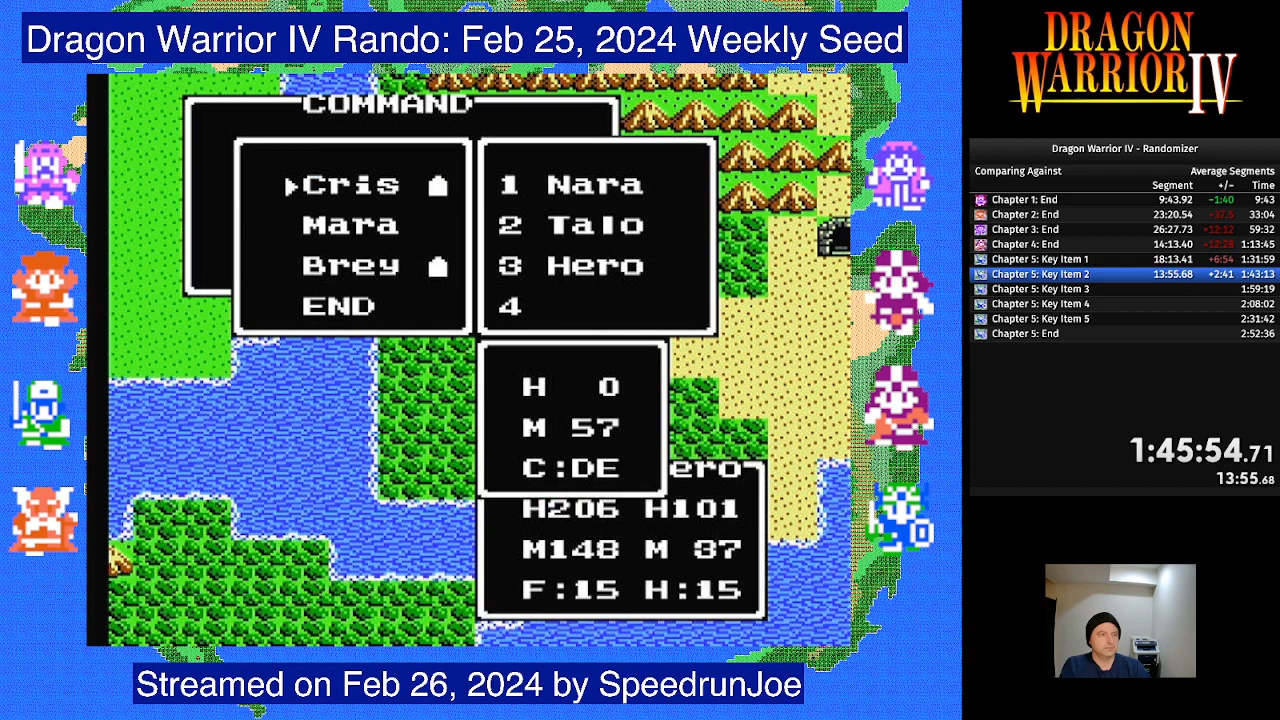 Dragon Warrior IV Rando: Feb 25, 2024 Weekly Seed
COMMAND
Cris
Mara
Brey
END
1 Nara
2 Talo
3 Hero
4
H 0
M 57
C:DE
ero
H206 H101
M148 M 97
F:15 H:15
Streamed on Feb 26, 2024 by SpeedrunJoe
DRAGON
WARRIOR IV
Dragon Warrior IV - Randomizer
Comparing Against Average Segments
Segment +/- Time
Chapter 1: End 9:43.92 −1:40 9:43
Chapter 2: End 23:20.54 +37.5 33:04
Chapter 3: End 26:27.73 +12:12 59:32
Chapter 4: End 14:13.40 +12:28 1:13:45
Chapter 5: Key Item 1 18:13.41 +6:54 1:31:59
Chapter 5: Key Item 2 13:55.68 +2:41 1:43:13
Chapter 5: Key Item 3 1:59:19
Chapter 5: Key Item 4 2:08:02
Chapter 5: Key Item 5 2:31:42
Chapter 5: End 2:52:36
1:45:54.71
13:55.68